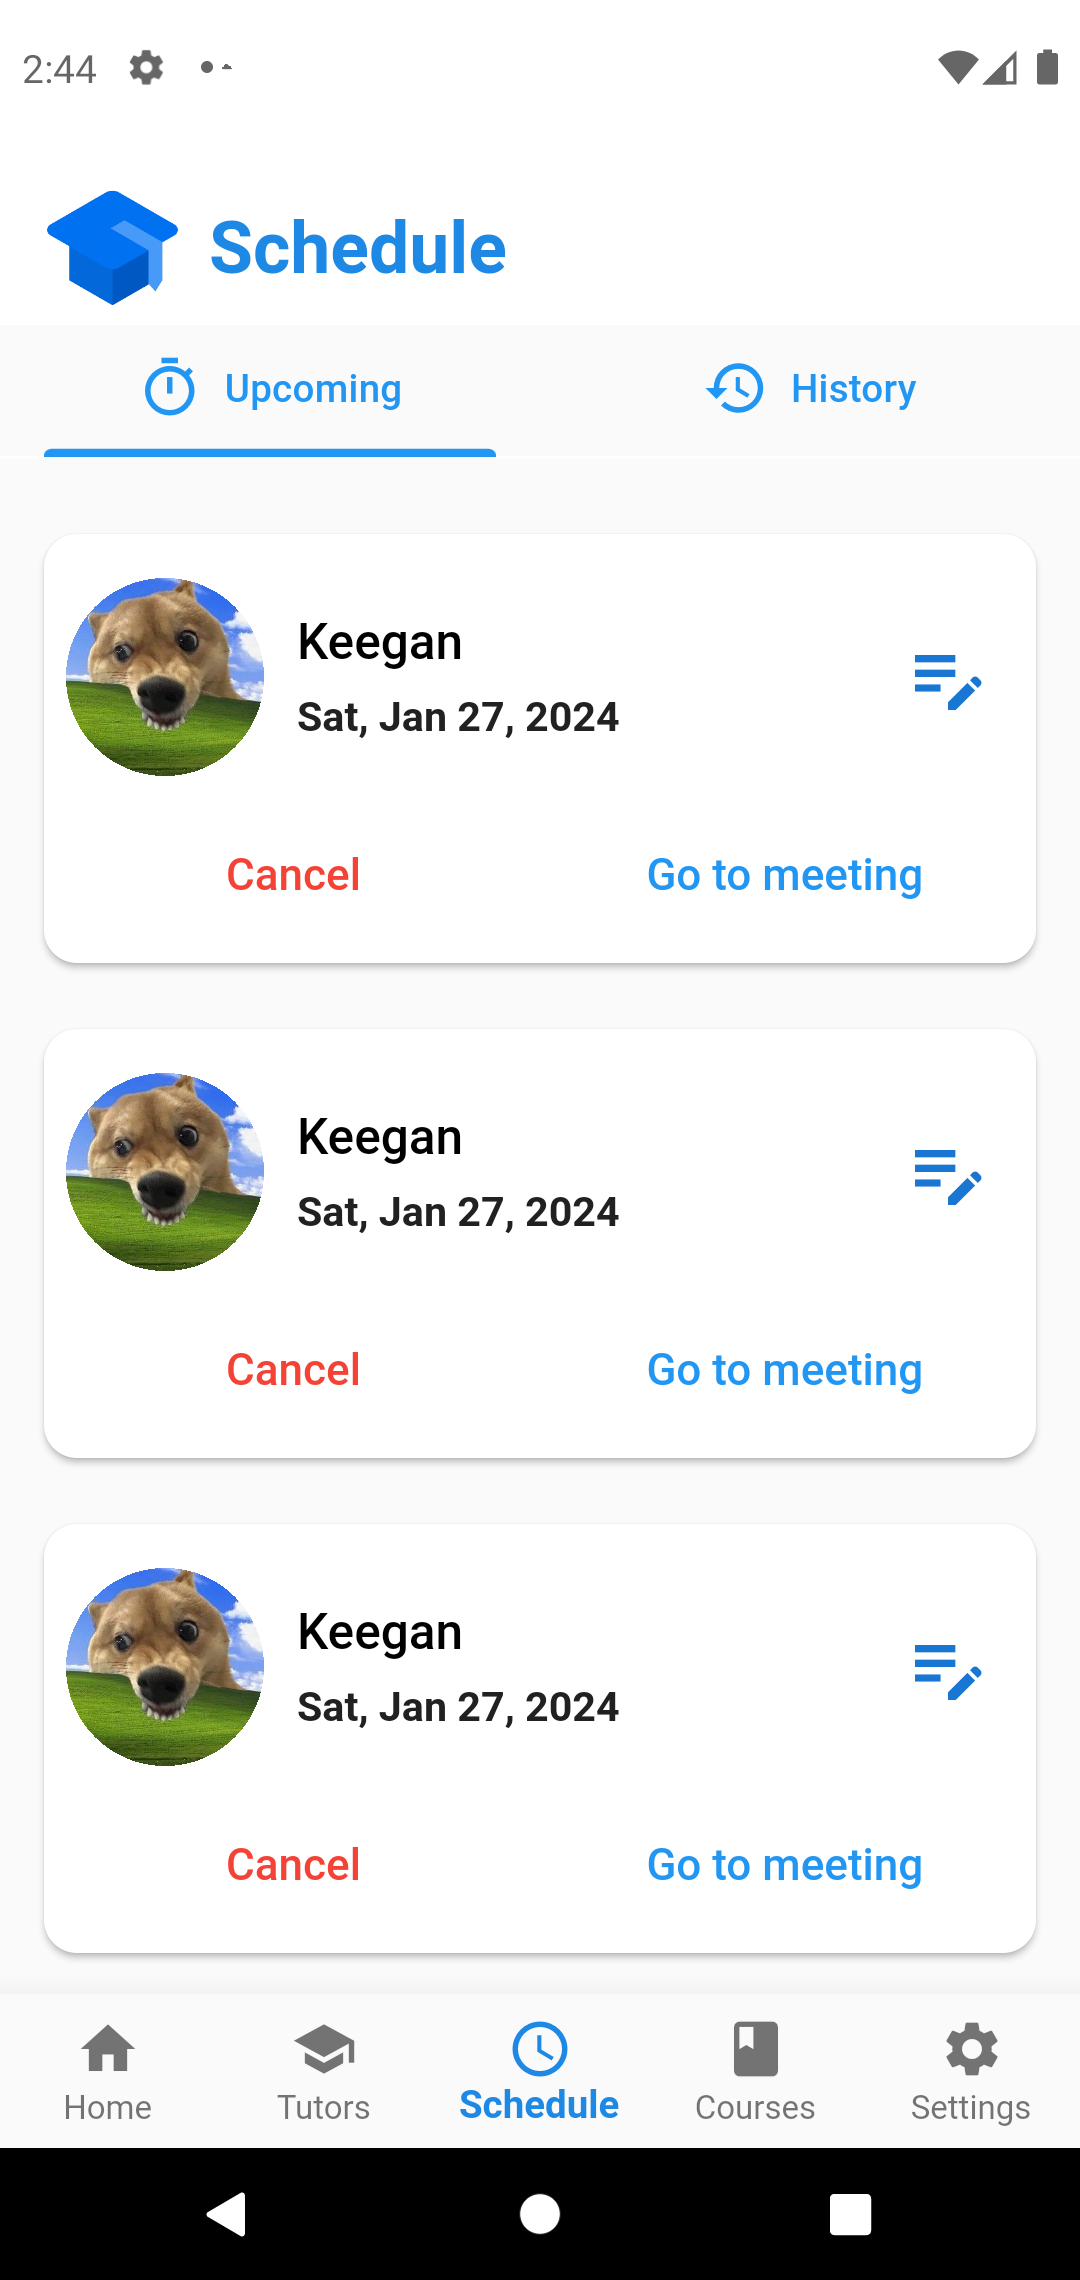 2:44
Schedule
Upcoming
History
Keegan
Sat, Jan 27, 2024
Cancel
Go to meeting
Keegan
Sat, Jan 27, 2024
Cancel
Go to meeting
Keegan
Sat, Jan 27, 2024
Cancel
Go to meeting
Home
Tutors
Schedule
Courses
Settings